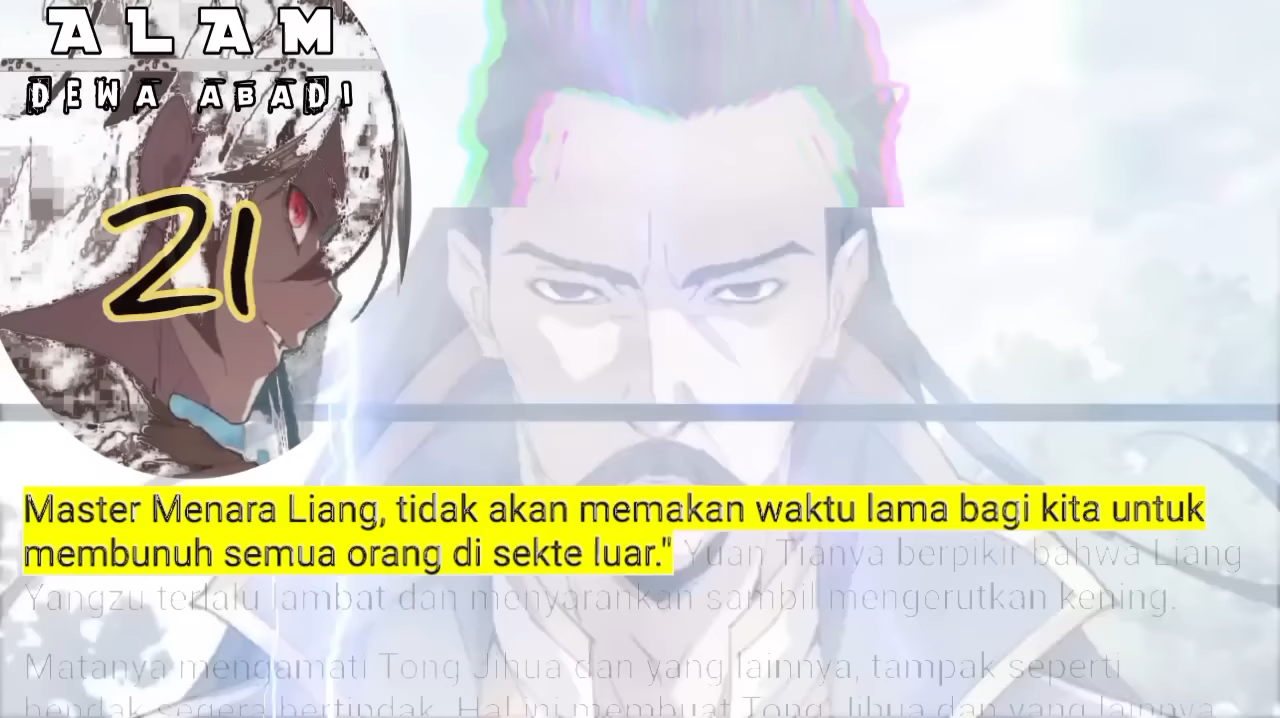 ALAM
DEWA ABADI
21
Master Menara Liang, tidak akan memakan waktu lama bagi kita untuk
membunuh semua orang di sekte luar." Yuan Tianya berpikir bahwa Liang
Yangzu terlalu lambat dan menyarankan sambil mengerutkan kening.
Matanya mengamati Tong Jihua dan yang lainnya, tampak seperti
hendak segera bertindak. Hal ini membuat Tong Jihua dan yang lainnya